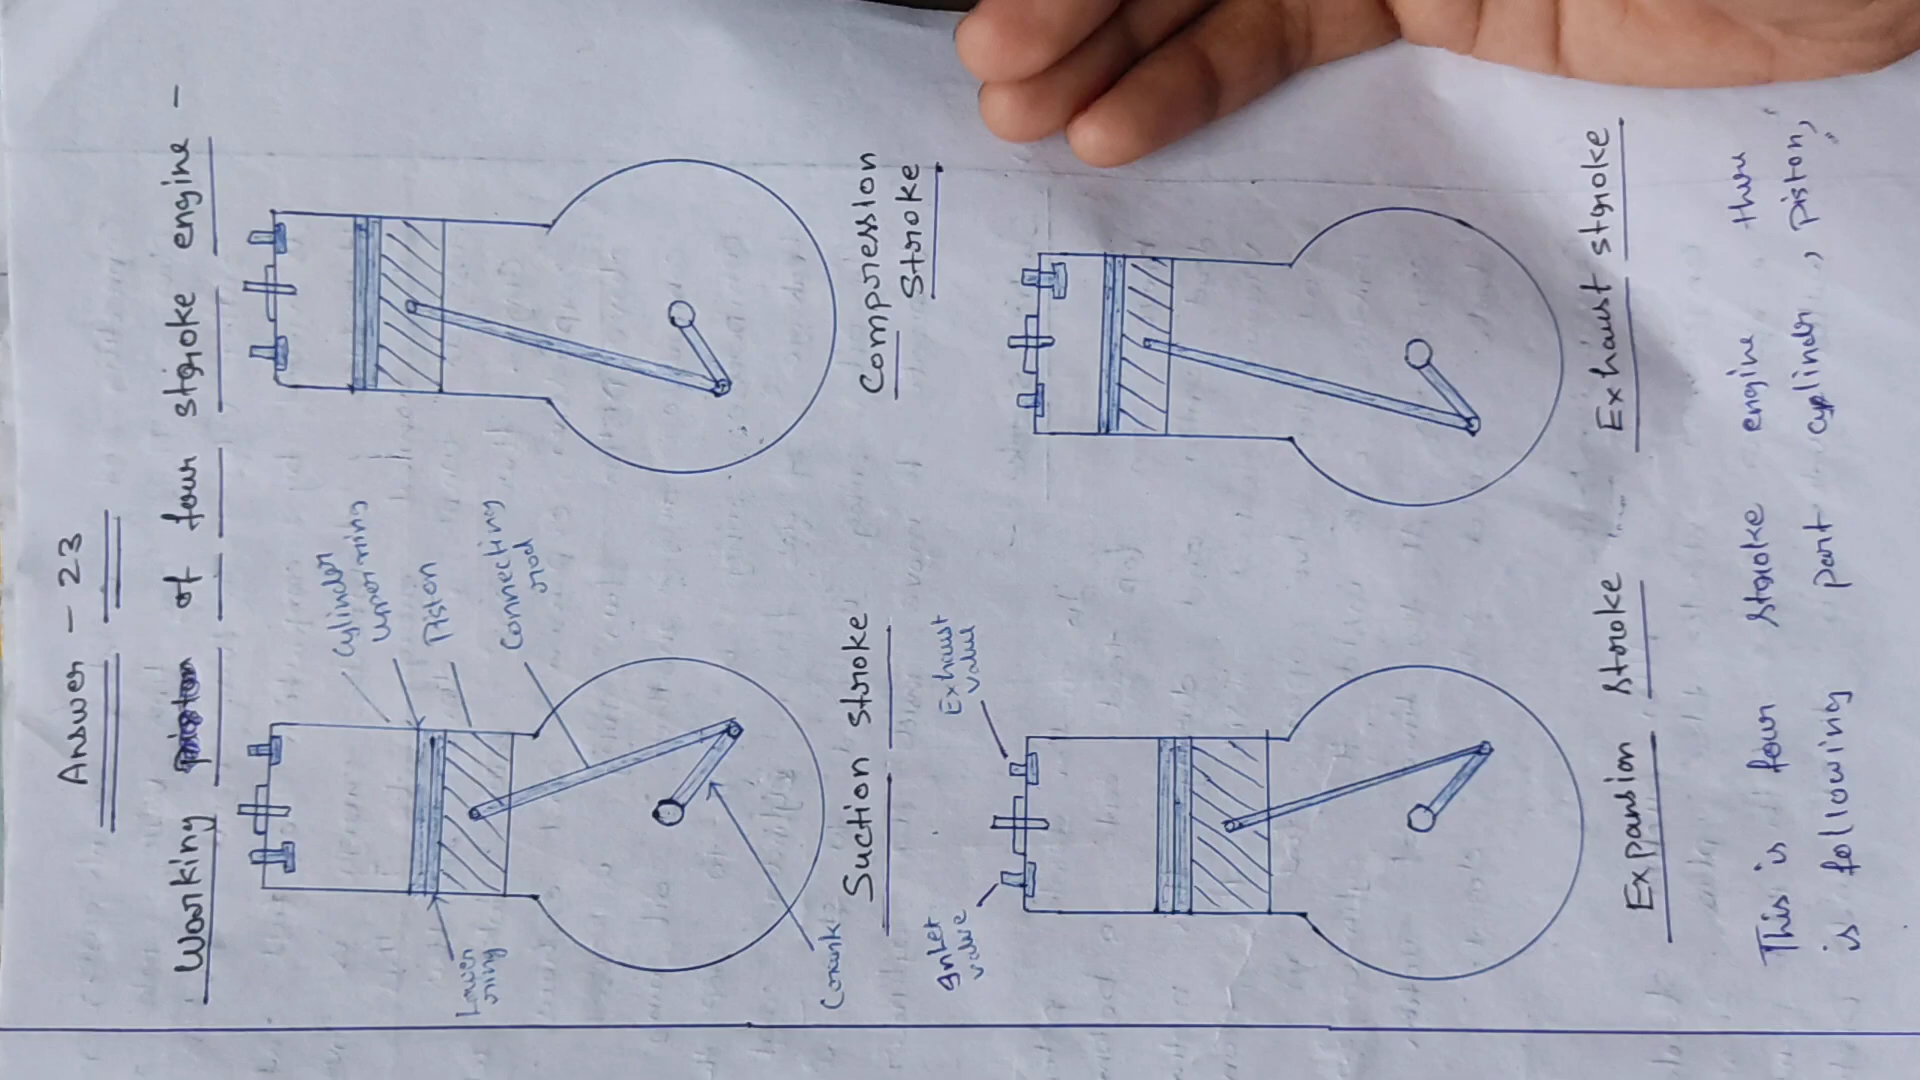 Answer - 23
Working of four stroke engine -
Cylinder
upper ring
Piston
Connecting
rod
Lower
ring
Crank
Suction stroke
Compression
stroke
Inlet
valve
Exhaust
valve
Expansion stroke
Exhaust stroke
This is four stroke engine thre
is following part cylinder, piston,